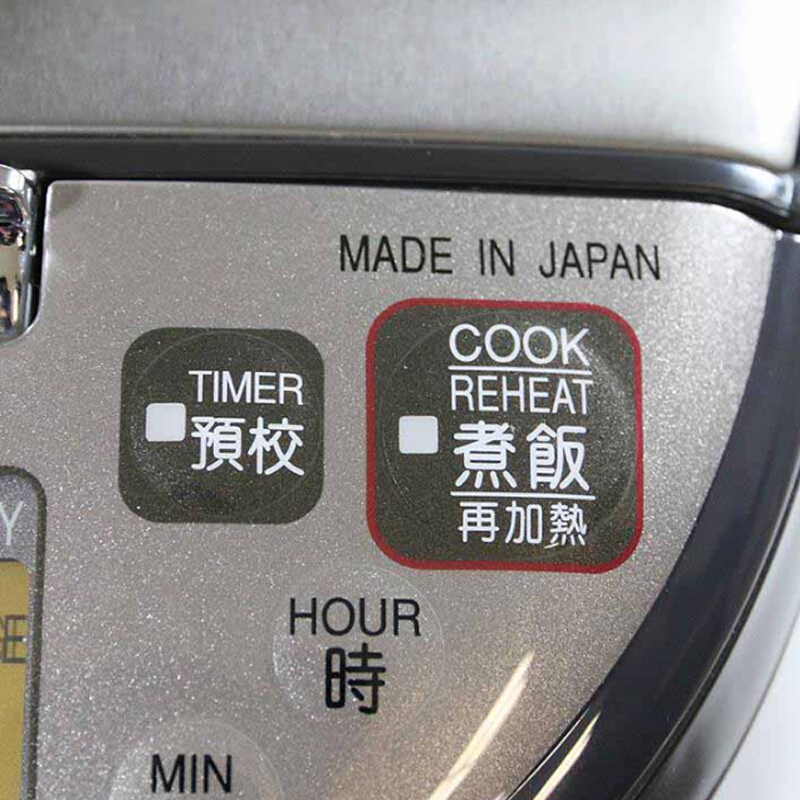 MADE IN JAPAN
TIMER
預校
COOK
REHEAT
煮飯
再加熱
Y
HOUR
時
MIN